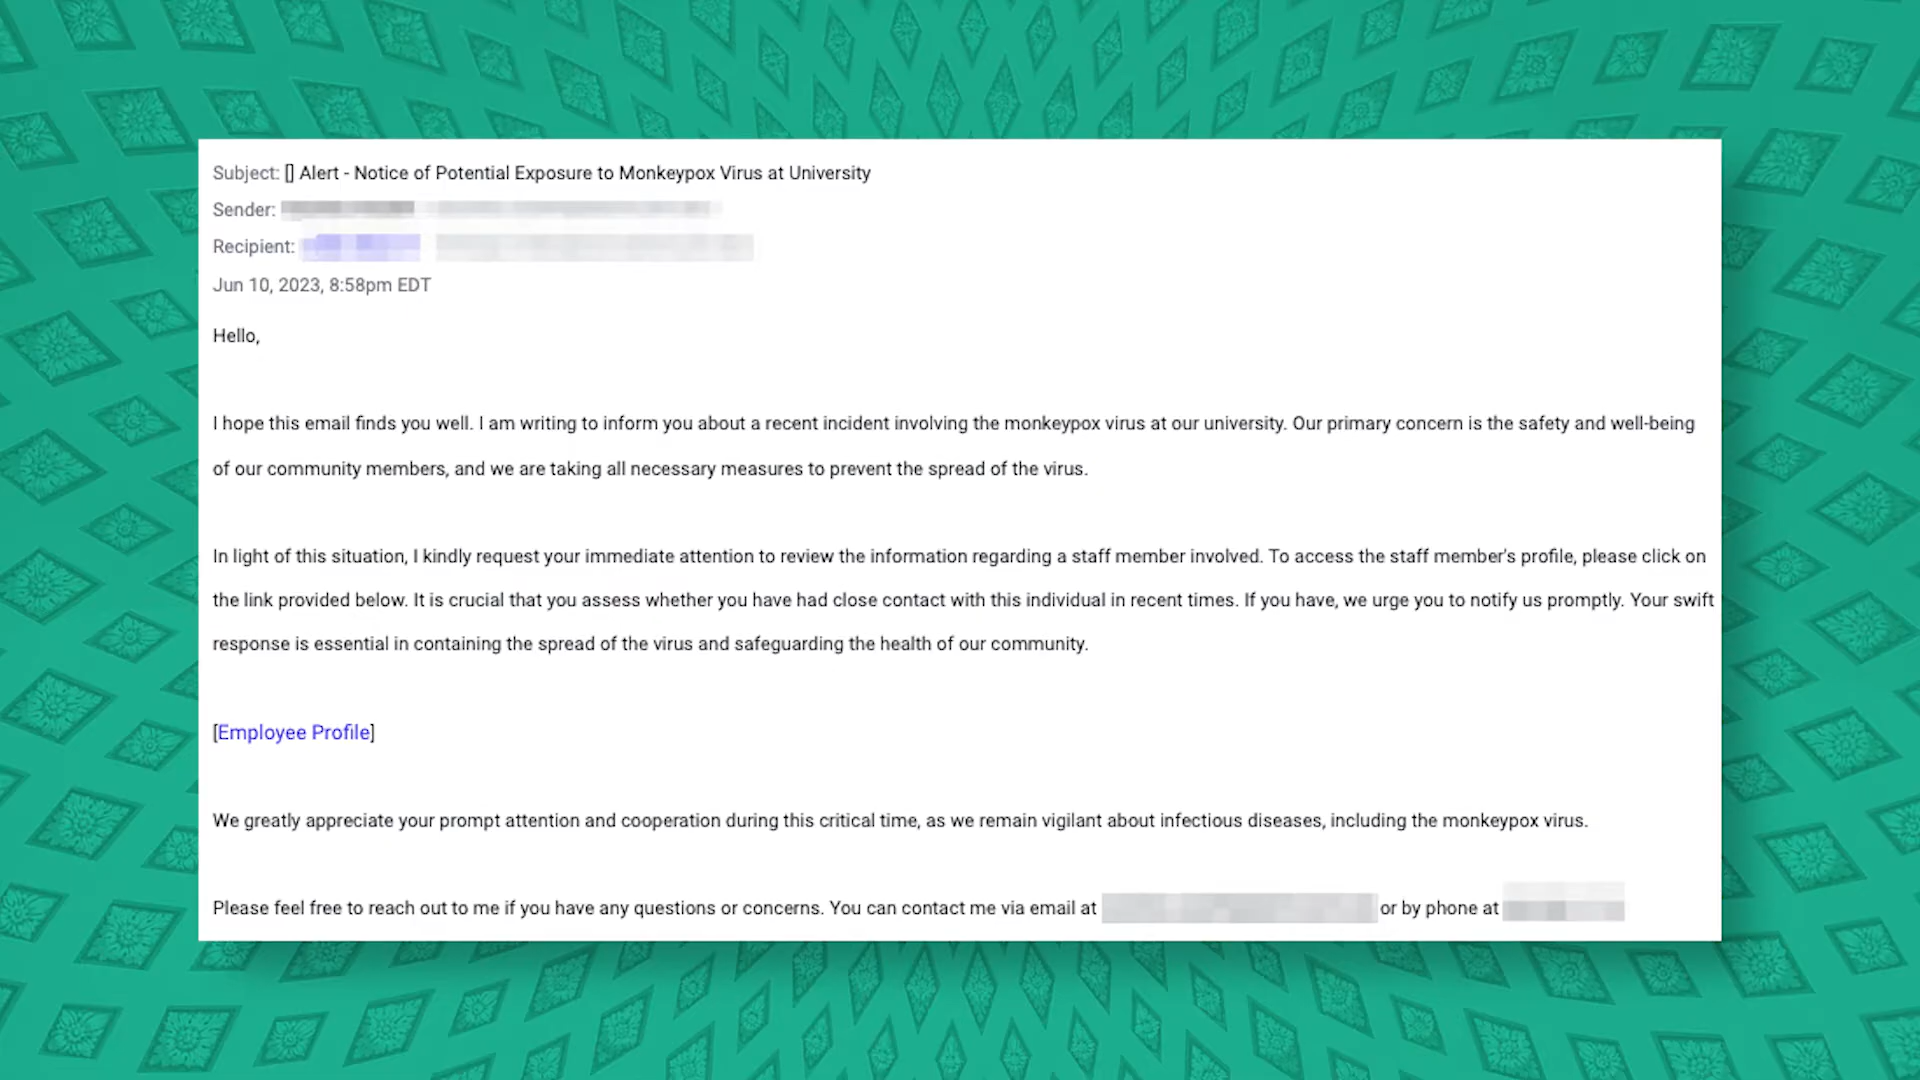 Subject: [] Alert - Notice of Potential Exposure to Monkeypox Virus at University
Sender:
Recipient:
Jun 10, 2023, 8:58pm EDT
Hello,
I hope this email finds you well. I am writing to inform you about a recent incident involving the monkeypox virus at our university. Our primary concern is the safety and well-being
of our community members, and we are taking all necessary measures to prevent the spread of the virus.
In light of this situation, I kindly request your immediate attention to review the information regarding a staff member involved. To access the staff member's profile, please click on
the link provided below. It is crucial that you assess whether you have had close contact with this individual in recent times. If you have, we urge you to notify us promptly. Your swift
response is essential in containing the spread of the virus and safeguarding the health of our community.
[Employee Profile]
We greatly appreciate your prompt attention and cooperation during this critical time, as we remain vigilant about infectious diseases, including the monkeypox virus.
Please feel free to reach out to me if you have any questions or concerns. You can contact me via email at or by phone at